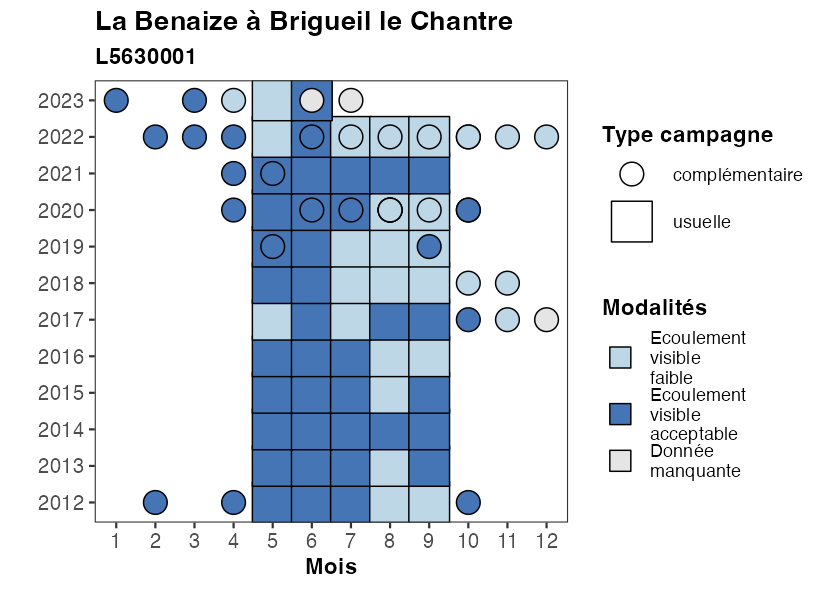 La Benaize à Brigueil le Chantre
L5630001
2023
2022
2021
2020
2019
2018
2017
2016
2015
2014
2013
2012
1 2 3 4 5 6 7 8 9 10 11 12
Mois
Type campagne
complémentaire
usuelle
Modalités
Ecoulement
visible
faible
Ecoulement
visible
acceptable
Donnée
manquante